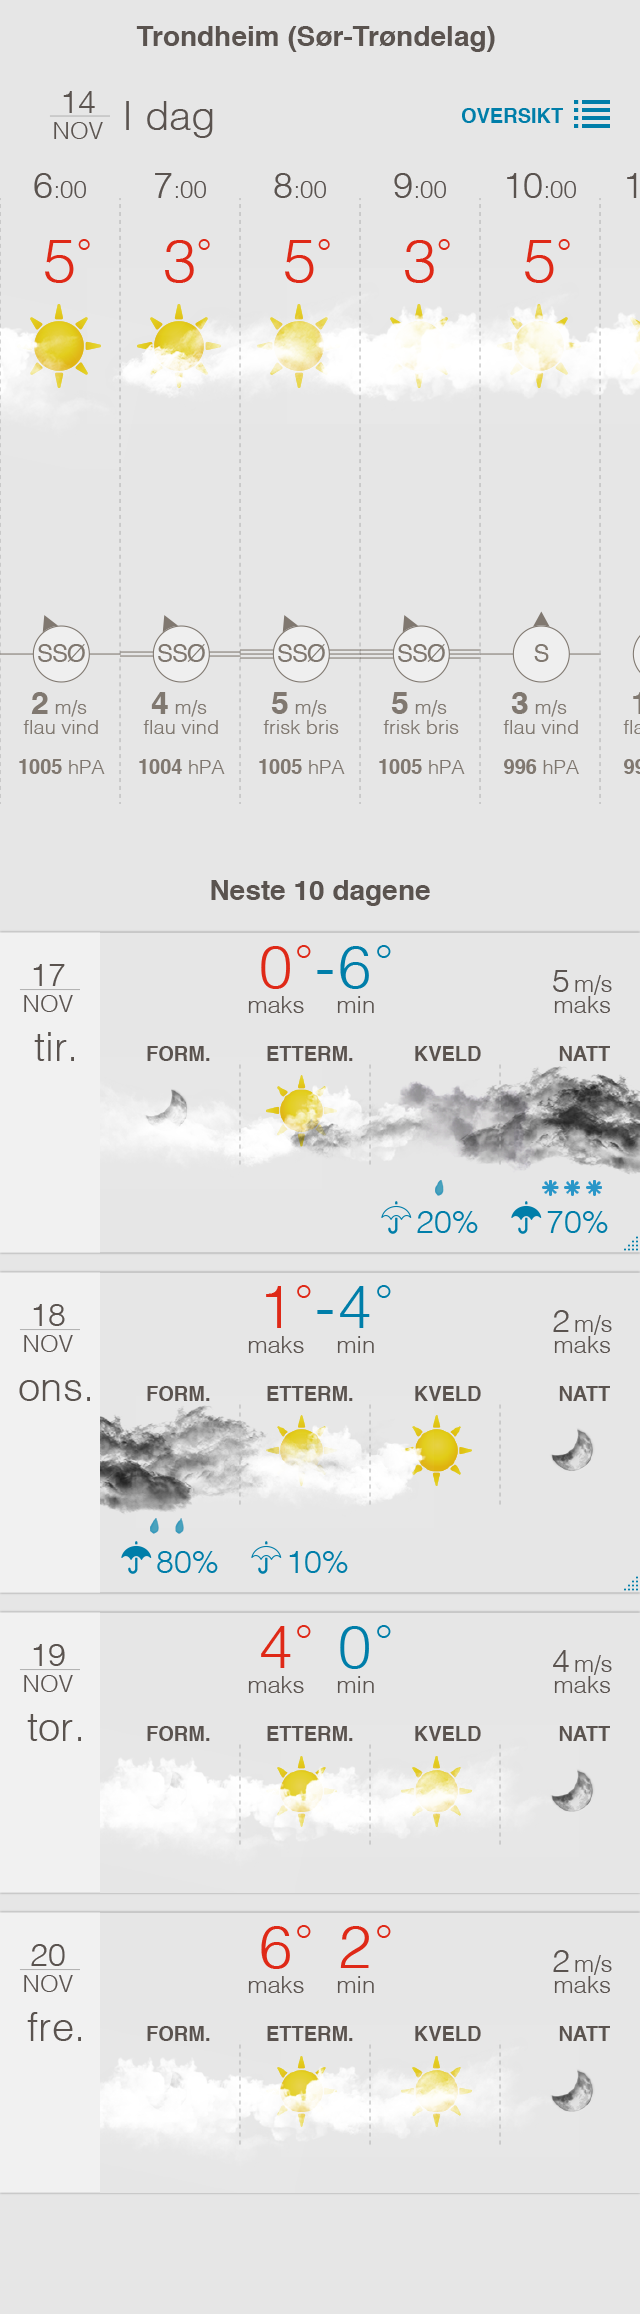 Trondheim (Sør-Trøndelag)
14
NOV
I dag
OVERSIKT
6:00 7:00 8:00 9:00 10:00 1
5° 3° 5° 3° 5°
SSØ SSØ SSØ SSØ S
2 m/s 4 m/s 5 m/s 5 m/s 3 m/s 1
flau vind flau vind frisk bris frisk bris flau vind fla
1005 hPA 1004 hPA 1005 hPA 1005 hPA 996 hPA 99
Neste 10 dagene
17
NOV
tir.
0° -6°
maks min
5 m/s
maks
FORM. ETTERM. KVELD NATT
20% 70%
18
NOV
ons.
1° -4°
maks min
2 m/s
maks
FORM. ETTERM. KVELD NATT
80% 10%
19
NOV
tor.
4° 0°
maks min
4 m/s
maks
FORM. ETTERM. KVELD NATT
20
NOV
fre.
6° 2°
maks min
2 m/s
maks
FORM. ETTERM. KVELD NATT